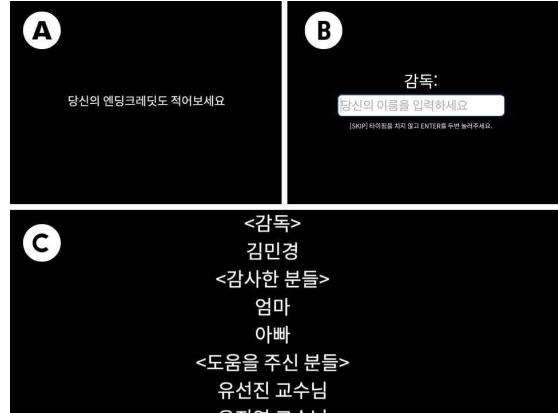 A
당신의 엔딩크레딧도 적어보세요
B
감독:
당신의 이름을 입력하세요
[SKIP] 타이핑을 치지 않고 ENTER를 두번 눌러주세요.
C
<감독>
김민경
<감사한 분들>
엄마
아빠
<도움을 주신 분들>
유선진 교수님